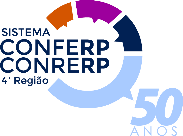 SISTEMA
CONFERP
CONRERP
4ª Região
50
ANOS